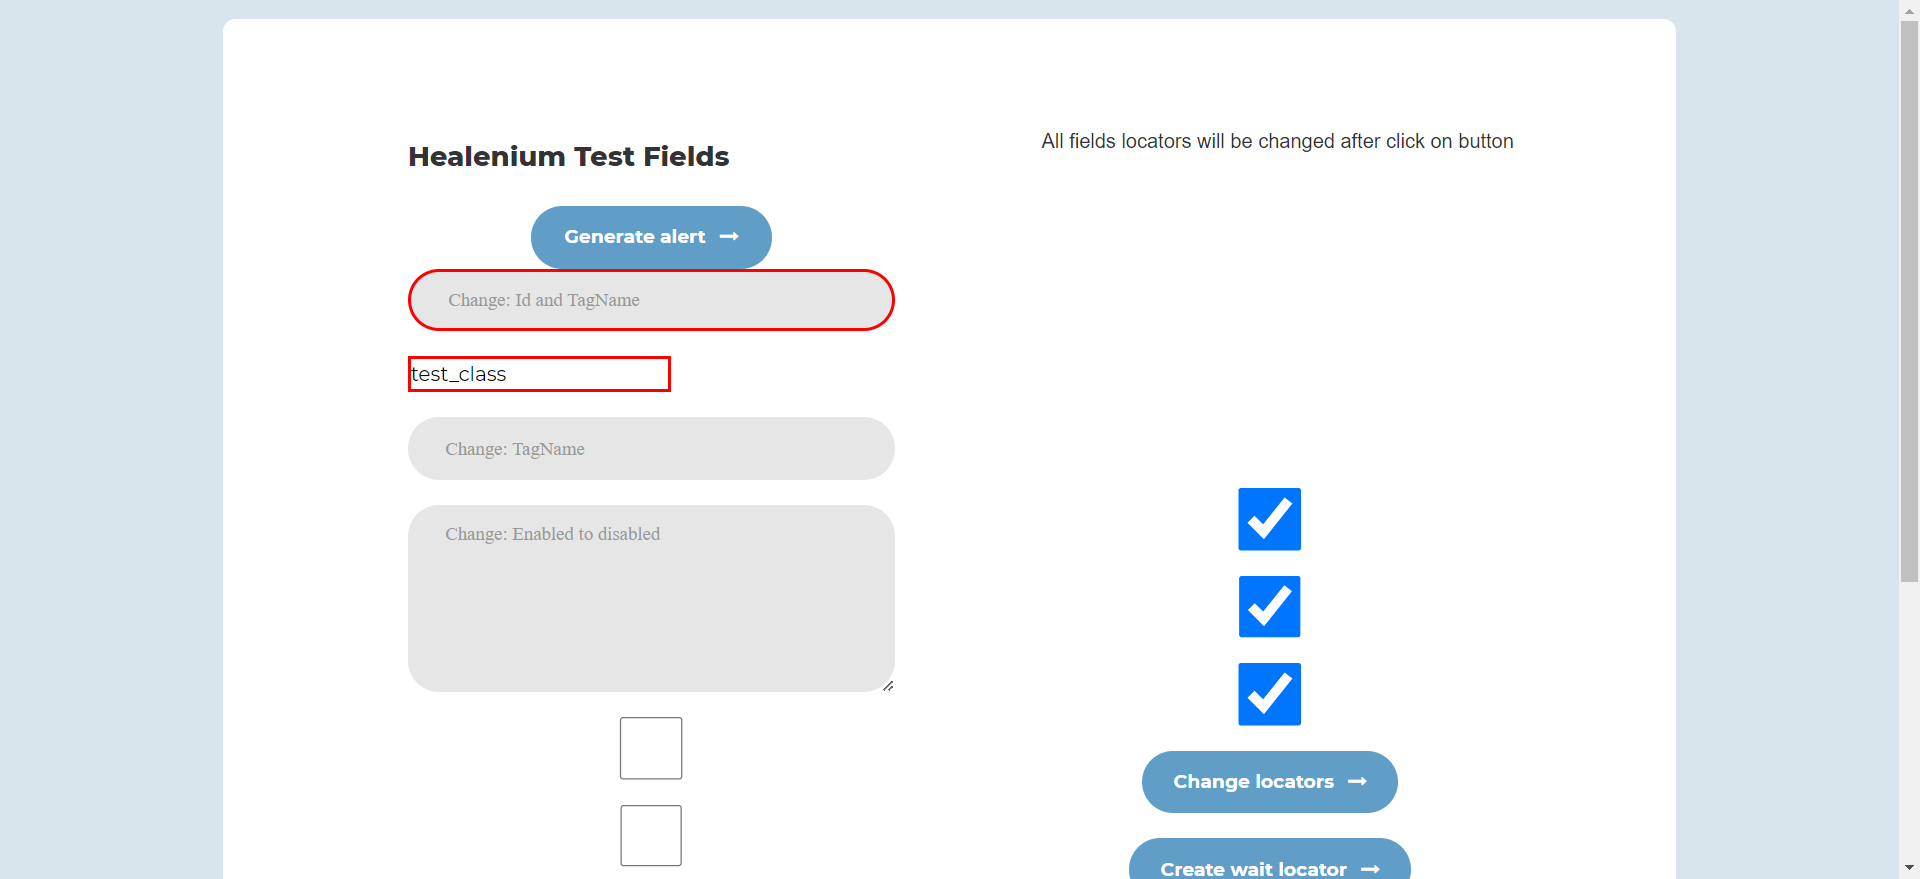 Healenium Test Fields
All fields locators will be changed after click on button
Generate alert
Change: Id and TagName
test_class
Change: TagName
Change: Enabled to disabled
Change locators
Create wait locator